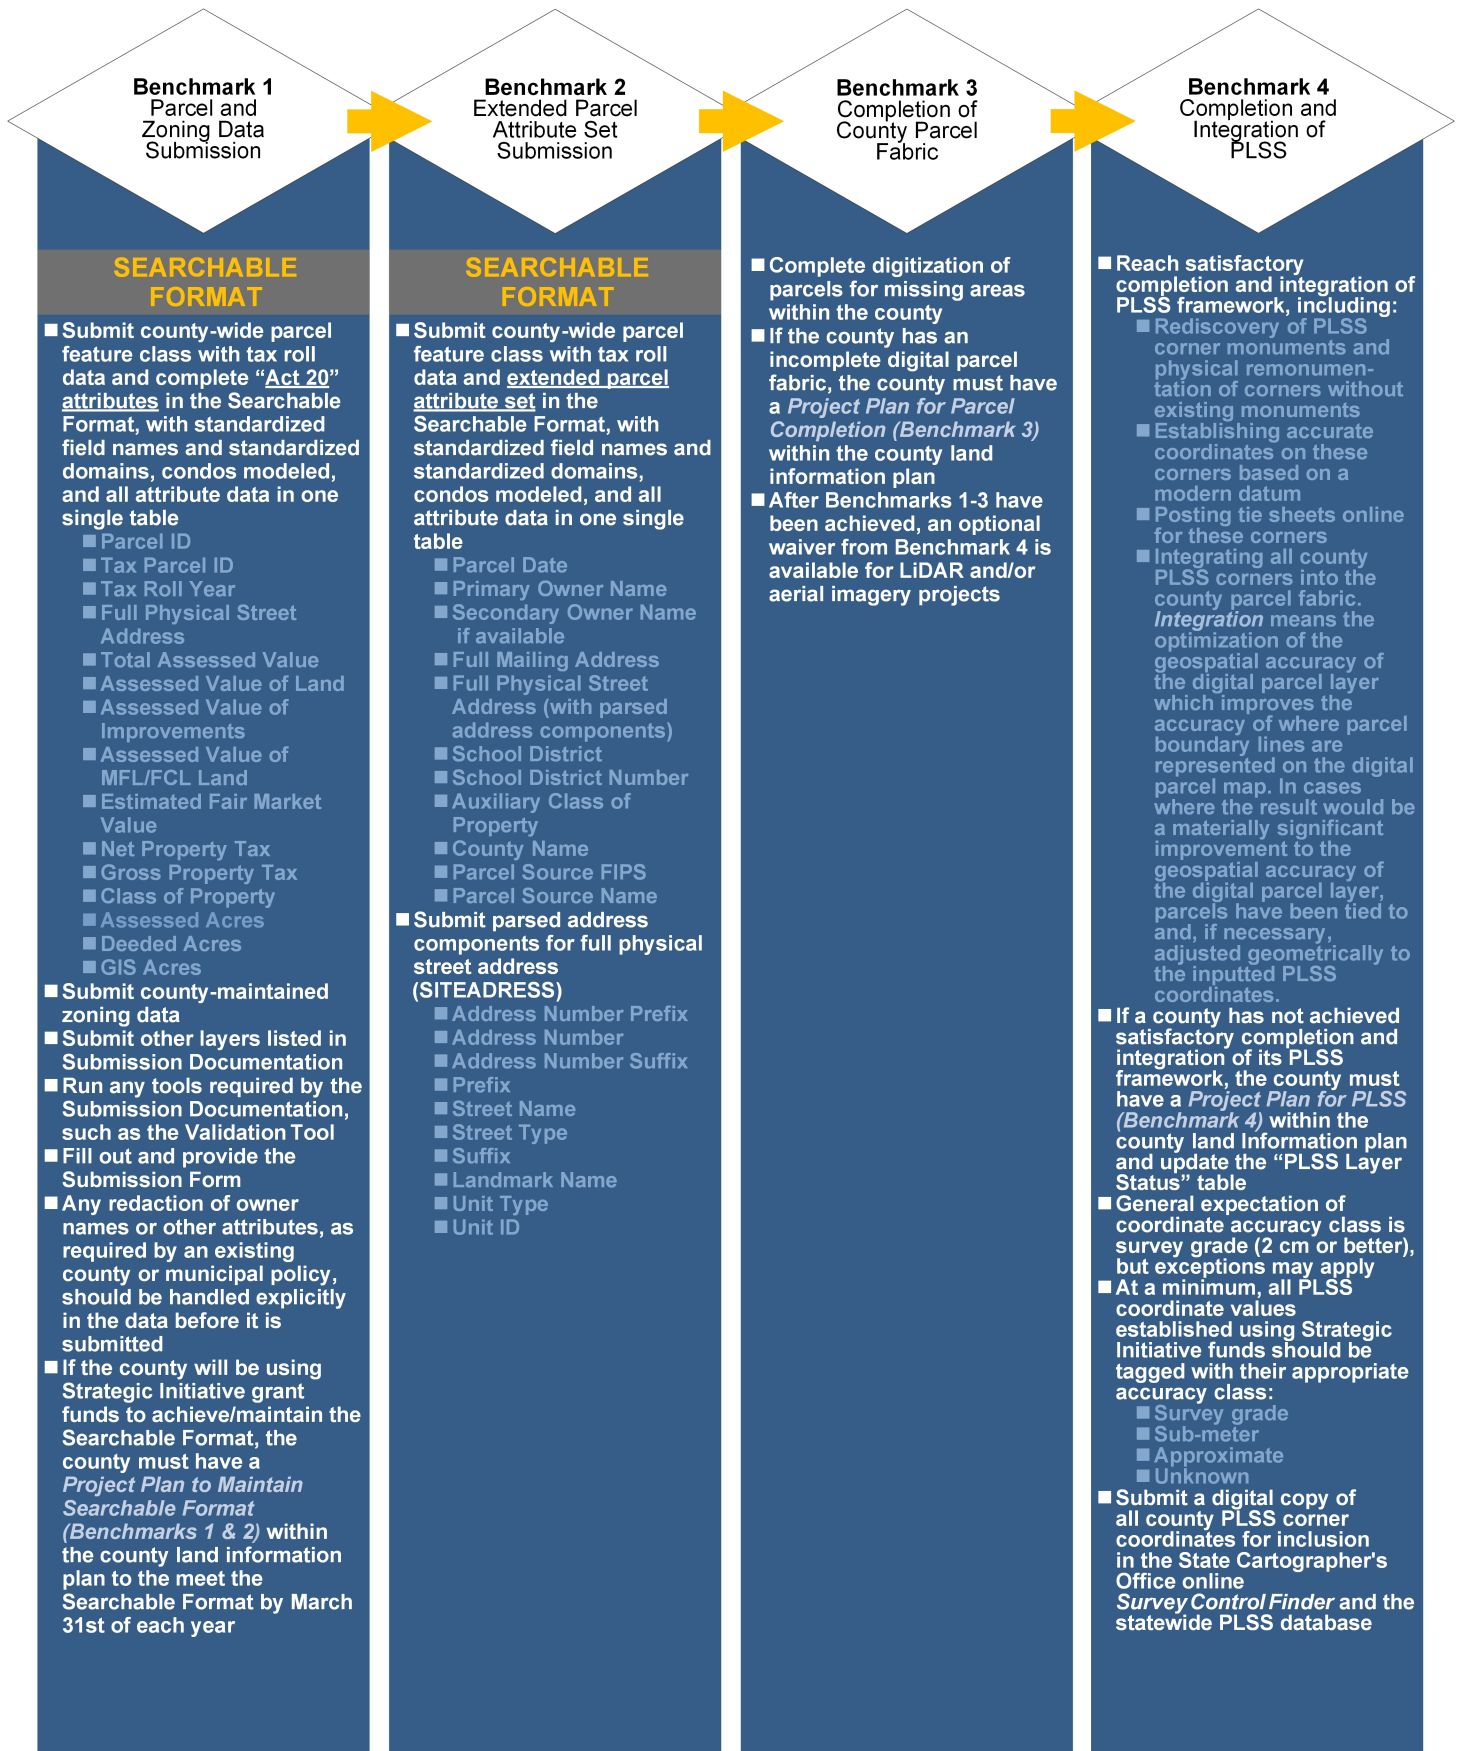 Benchmark 1
Parcel and
Zoning Data
Submission
SEARCHABLE
FORMAT
Submit county-wide parcel
feature class with tax roll
data and complete “Act 20”
attributes in the Searchable
Format, with standardized
field names and standardized
domains, condos modeled,
and all attribute data in one
single table
Parcel ID
Tax Parcel ID
Tax Roll Year
Full Physical Street
Address
Total Assessed Value
Assessed Value of Land
Assessed Value of
Improvements
Assessed Value of
MFL/FCL Land
Estimated Fair Market
Value
Net Property Tax
Gross Property Tax
Class of Property
Assessed Acres
Deeded Acres
GIS Acres
Submit county-maintained
zoning data
Submit other layers listed in
Submission Documentation
Run any tools required by the
Submission Documentation,
such as the Validation Tool
Fill out and provide the
Submission Form
Any redaction of owner
names or other attributes, as
required by an existing
county or municipal policy,
should be handled explicitly
in the data before it is
submitted
If the county will be using
Strategic Initiative grant
funds to achieve/maintain the
Searchable Format, the
county must have a
Project Plan to Maintain
Searchable Format
(Benchmarks 1 & 2) within
the county land information
plan to the meet the
Searchable Format by March
31st of each year
Benchmark 2
Extended Parcel
Attribute Set
Submission
SEARCHABLE
FORMAT
Submit county-wide parcel
feature class with tax roll
data and extended parcel
attribute set in the
Searchable Format, with
standardized field names and
standardized domains,
condos modeled, and all
attribute data in one single
table
Parcel Date
Primary Owner Name
Secondary Owner Name
if available
Full Mailing Address
Full Physical Street
Address (with parsed
address components)
School District
School District Number
Auxiliary Class of
Property
County Name
Parcel Source FIPS
Parcel Source Name
Submit parsed address
components for full physical
street address
(SITEADRESS)
Address Number Prefix
Address Number
Address Number Suffix
Prefix
Street Name
Street Type
Suffix
Landmark Name
Unit Type
Unit ID
Benchmark 3
Completion of
County Parcel
Fabric
Complete digitization of
parcels for missing areas
within the county
If the county has an
incomplete digital parcel
fabric, the county must have
a Project Plan for Parcel
Completion (Benchmark 3)
within the county land
information plan
After Benchmarks 1-3 have
been achieved, an optional
waiver from Benchmark 4 is
available for LiDAR and/or
aerial imagery projects
Benchmark 4
Completion and
Integration of
PLSS
Reach satisfactory
completion and integration of
PLSS framework, including:
Rediscovery of PLSS
corner monuments and
physical remonumen-
tation of corners without
existing monuments
Establishing accurate
coordinates on these
corners based on a
modern datum
Posting tie sheets online
for these corners
Integrating all county
PLSS corners into the
county parcel fabric.
Integration means the
optimization of the
geospatial accuracy of
the digital parcel layer
which improves the
accuracy of where parcel
boundary lines are
represented on the digital
parcel map. In cases
where the result would be
a materially significant
improvement to the
geospatial accuracy of
the digital parcel layer,
parcels have been tied to
and, if necessary,
adjusted geometrically to
the inputted PLSS
coordinates.
If a county has not achieved
satisfactory completion and
integration of its PLSS
framework, the county must
have a Project Plan for PLSS
(Benchmark 4) within the
county land Information plan
and update the “PLSS Layer
Status” table
General expectation of
coordinate accuracy class is
survey grade (2 cm or better),
but exceptions may apply
At a minimum, all PLSS
coordinate values
established using Strategic
Initiative funds should be
tagged with their appropriate
accuracy class:
Survey grade
Sub-meter
Approximate
Unknown
Submit a digital copy of
all county PLSS corner
coordinates for inclusion
in the State Cartographer's
Office online
Survey Control Finder and the
statewide PLSS database